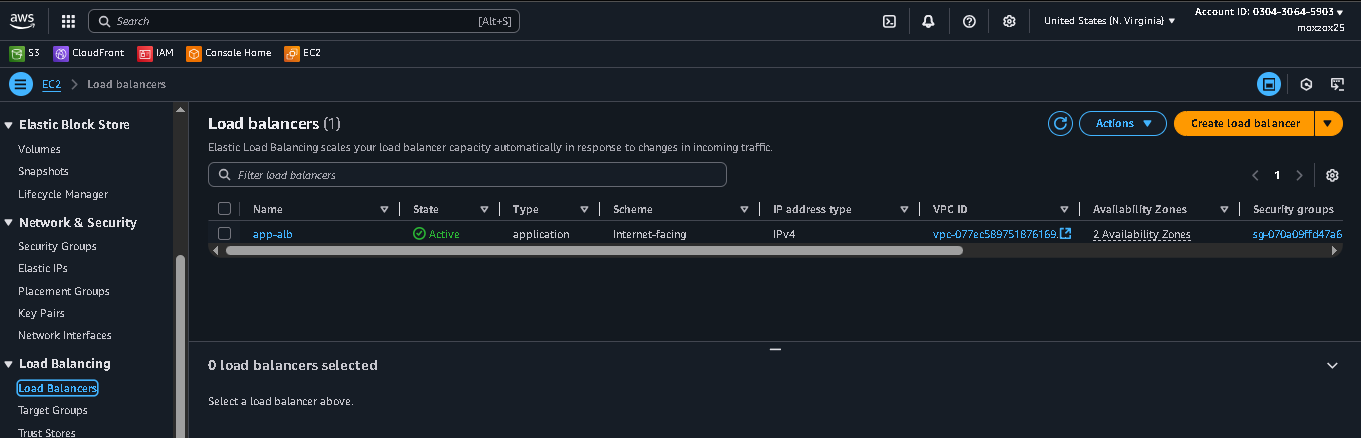 aws Search [Alt+S] United States (N. Virginia) Account ID: 0304-3064-5903
moxzox25
S3 CloudFront IAM Console Home EC2
EC2 Load balancers
Elastic Block Store
Volumes
Snapshots
Lifecycle Manager
Network & Security
Security Groups
Elastic IPs
Placement Groups
Key Pairs
Network Interfaces
Load Balancing
Load Balancers
Target Groups
Trust Stores
Load balancers (1)
Actions Create load balancer
Elastic Load Balancing scales your load balancer capacity automatically in response to changes in incoming traffic.
Filter load balancers 1
Name State Type Scheme IP address type VPC ID Availability Zones Security groups
app-alb Active application Internet-facing IPv4 vpc-077ec589751876169 2 Availability Zones sg-070a09ffd47a6
0 load balancers selected
Select a load balancer above.